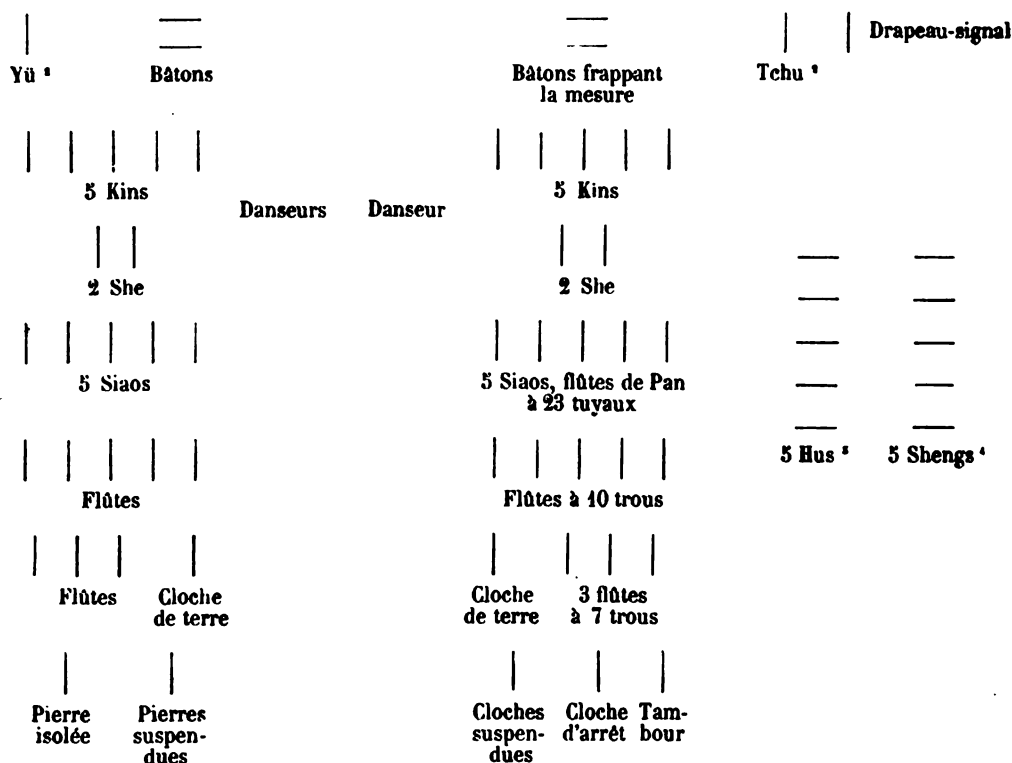 Yü ²
Bâtons
Bâtons frappant
la mesure
Tchu ²
Drapeau-signal
5 Kins
5 Kins
Danseurs
Danseur
2 She
2 She
5 Siaos
5 Siaos, flûtes de Pan
à 23 tuyaux
5 Hus ³
5 Shengs ⁴
Flûtes
Flûtes à 10 trous
Flûtes
Cloche
de terre
Cloche
de terre
3 flûtes
à 7 trous
Pierre
isolée
Pierres
suspen-
dues
Cloches
suspen-
dues
Cloche
d'arrêt
Tam-
bour